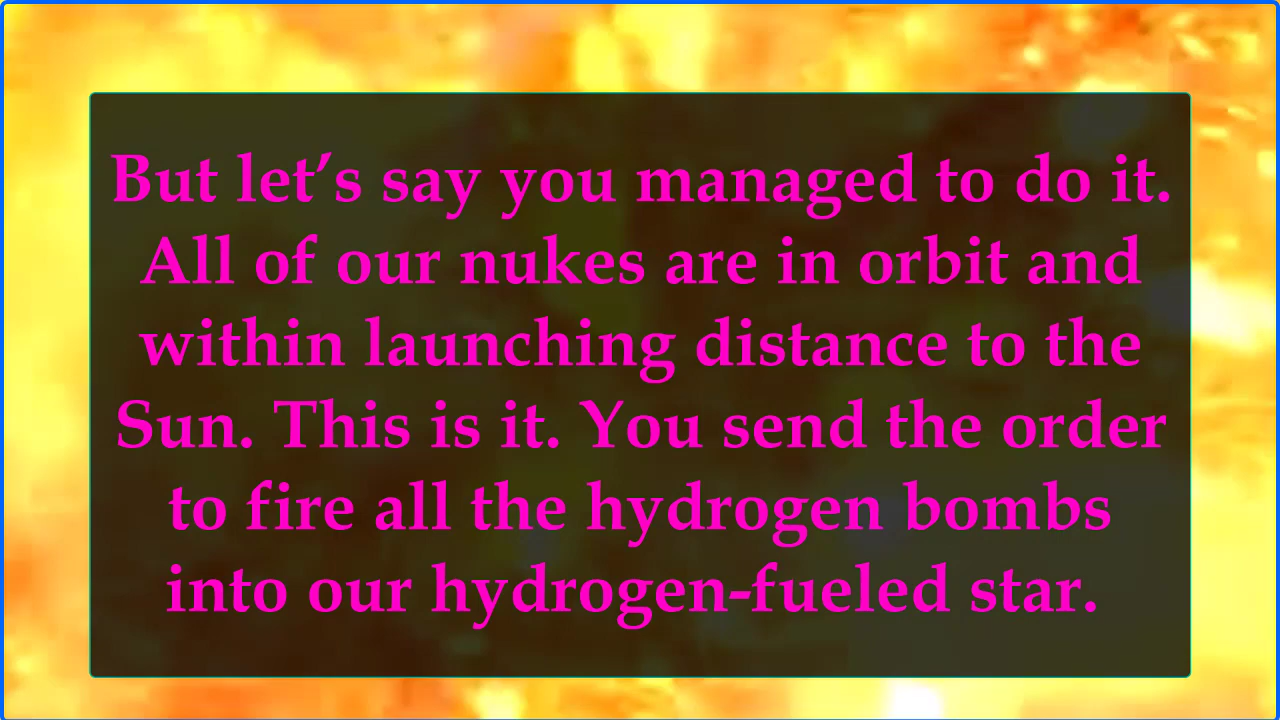 But let’s say you managed to do it.
All of our nukes are in orbit and
within launching distance to the
Sun. This is it. You send the order
to fire all the hydrogen bombs
into our hydrogen-fueled star.